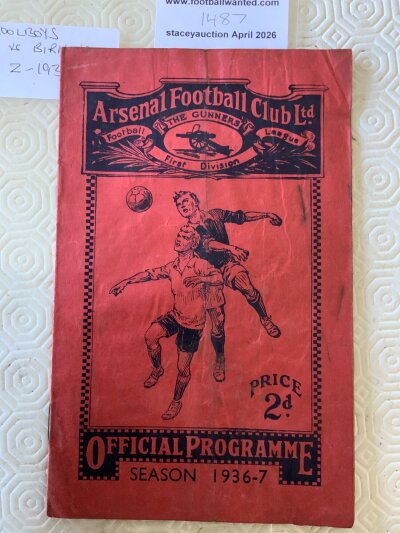 www.footballwanted.com
1487
staceyauction April 2026
VS
Arsenal Football Club Ltd
"THE GUNNERS"
Football League
First Division
PRICE
2d.
OFFICIAL PROGRAMME
SEASON 1936-7